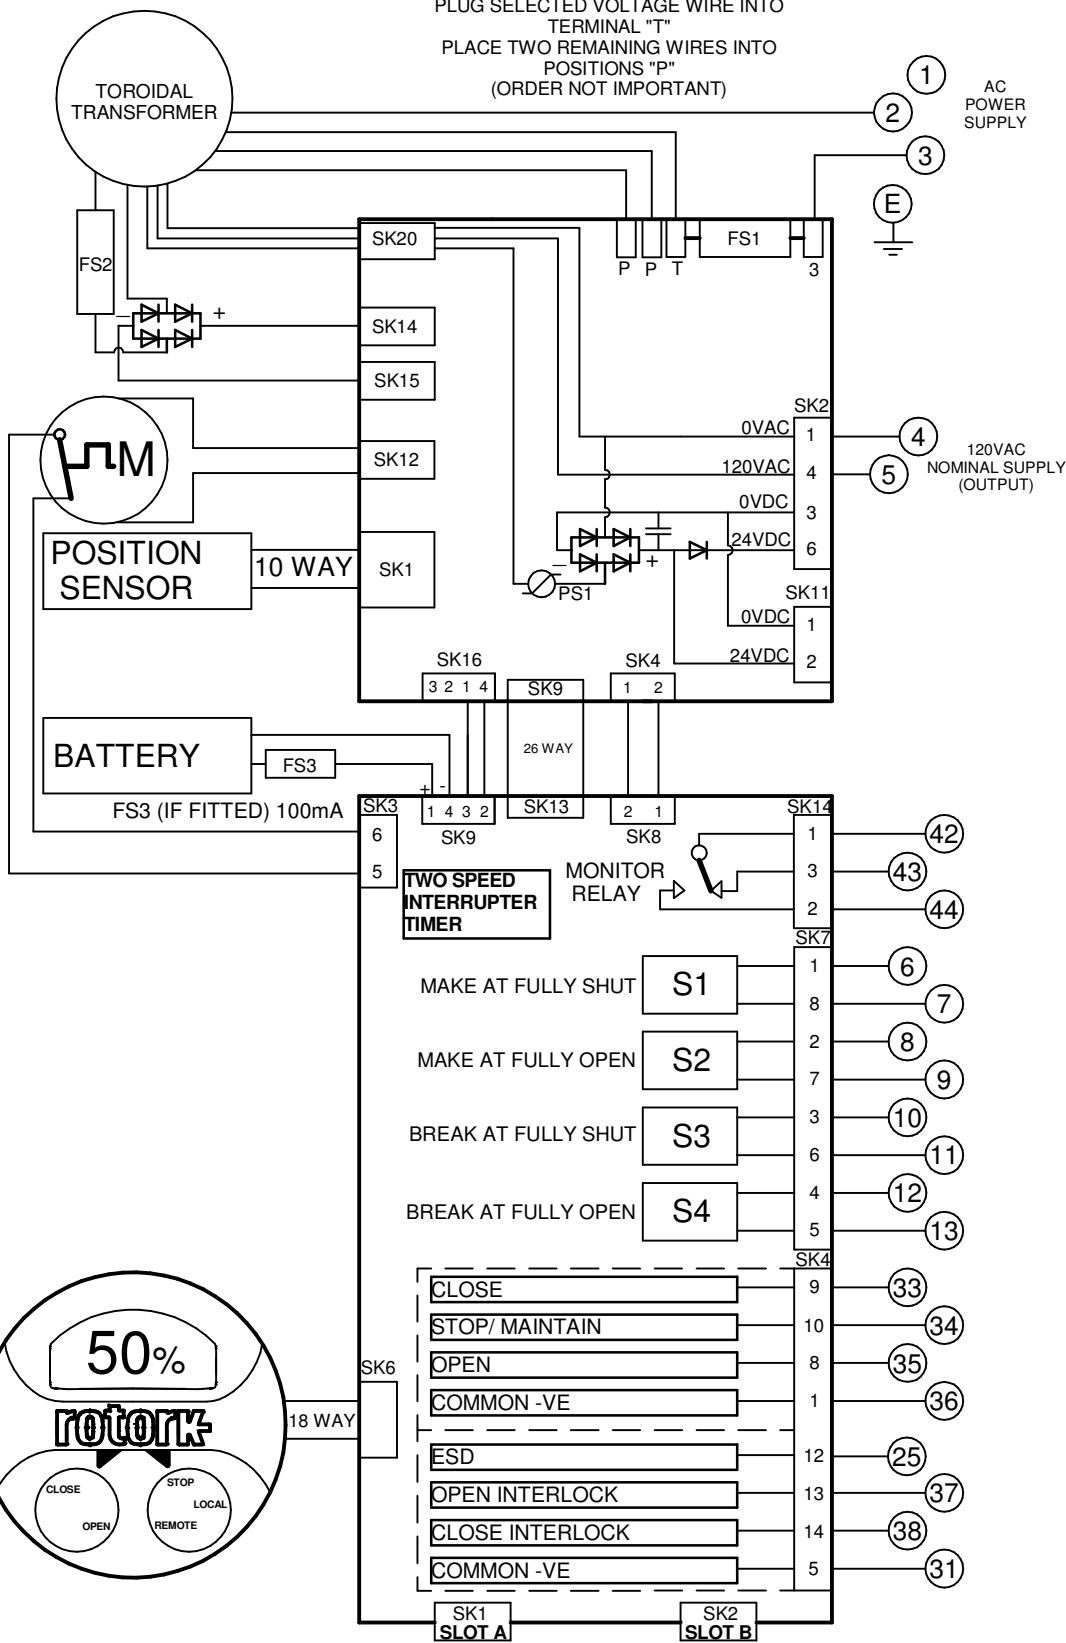 PLUG SELECTED VOLTAGE WIRE INTO
TERMINAL "T"
PLACE TWO REMAINING WIRES INTO
POSITIONS "P"
(ORDER NOT IMPORTANT)
TOROIDAL
TRANSFORMER
1
2
3
AC
POWER
SUPPLY
E
FS2
SK20
P P T
FS1
3
− +
SK14
SK15
SK12
M
SK2
0VAC 1
4
120VAC 4
5
120VAC
NOMINAL SUPPLY
(OUTPUT)
0VDC 3
24VDC 6
− +
PS1
POSITION
SENSOR
10 WAY
SK1
SK11
0VDC 1
24VDC 2
SK16
3 2 1 4
SK9
SK4
1 2
BATTERY
FS3
26 WAY
FS3 (IF FITTED) 100mA
+ -
SK3
6
5
1 4 3 2
SK9
SK13
2 1
SK8
SK14
TWO SPEED
INTERRUPTER
TIMER
MONITOR
RELAY
1 42
3 43
2 44
SK7
MAKE AT FULLY SHUT S1 1 6
8 7
MAKE AT FULLY OPEN S2 2 8
7 9
BREAK AT FULLY SHUT S3 3 10
6 11
BREAK AT FULLY OPEN S4 4 12
5 13
SK4
CLOSE 9 33
STOP/ MAINTAIN 10 34
OPEN 8 35
COMMON -VE 1 36
ESD 12 25
OPEN INTERLOCK 13 37
CLOSE INTERLOCK 14 38
COMMON -VE 5 31
50%
rotork
CLOSE
OPEN
STOP
LOCAL
REMOTE
18 WAY
SK6
SK1
SLOT A
SK2
SLOT B